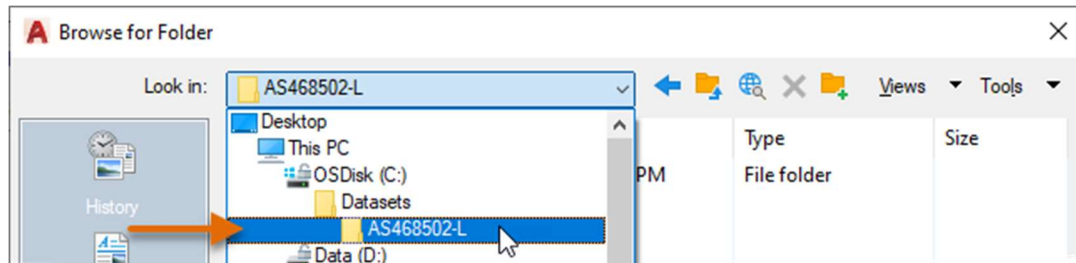 Browse for Folder
Look in: AS468502-L Views Tools
Desktop Type Size
This PC
OSDisk (C:) PM File folder
Datasets
History
AS468502-L
Data (D:)